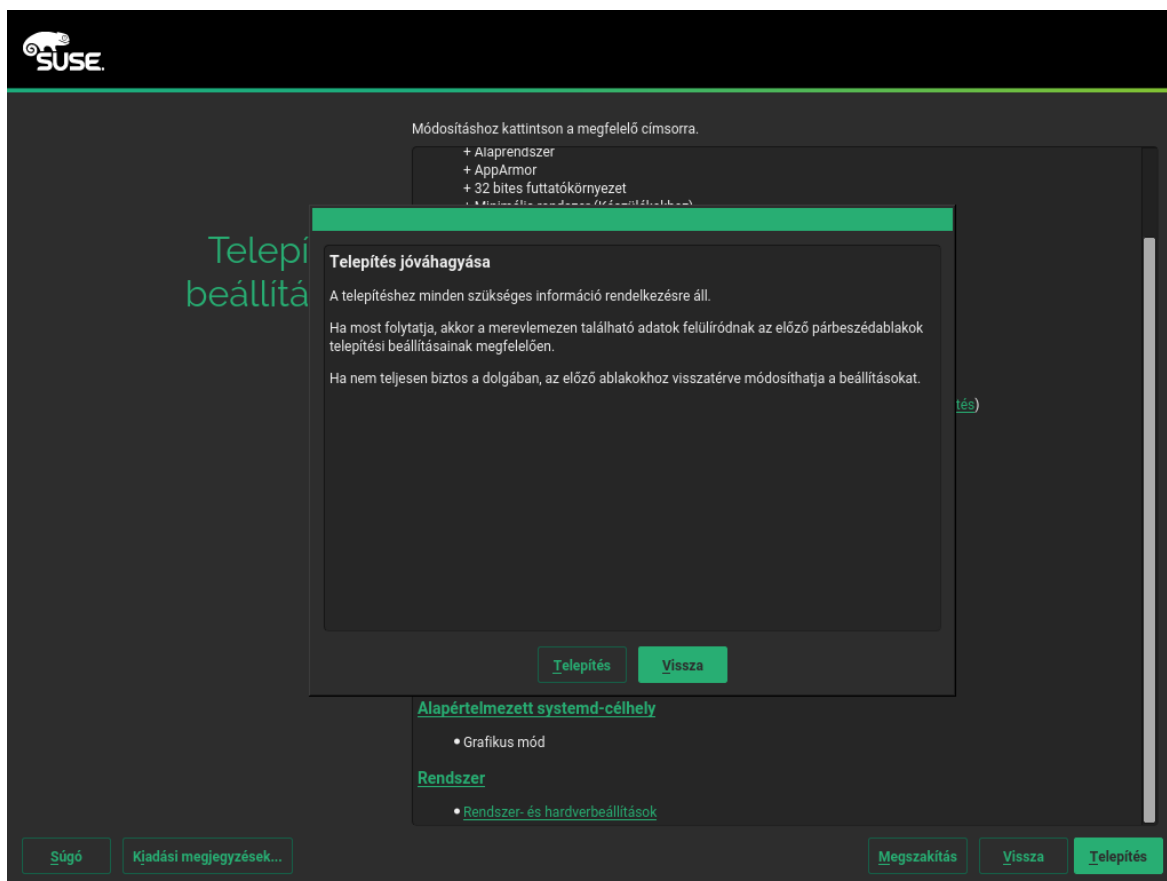 SUSE.
Módosításhoz kattintson a megfelelő címsorra.
+ Alaprendszer
+ AppArmor
+ 32 bites futtatókörnyezet
+ Minimális rendszer (Készülékekhez)
Telepí
beállítá
Telepítés jóváhagyása
A telepítéshez minden szükséges információ rendelkezésre áll.
Ha most folytatja, akkor a merevlemezen található adatok felülíródnak az előző párbeszédablakok
telepítési beállításainak megfelelően.
Ha nem teljesen biztos a dolgában, az előző ablakokhoz visszatérve módosíthatja a beállításokat.
tés)
Telepítés
Vissza
Alapértelmezett systemd-célhely
• Grafikus mód
Rendszer
• Rendszer- és hardverbeállítások
Súgó
Kiadási megjegyzések...
Megszakítás
Vissza
Telepítés